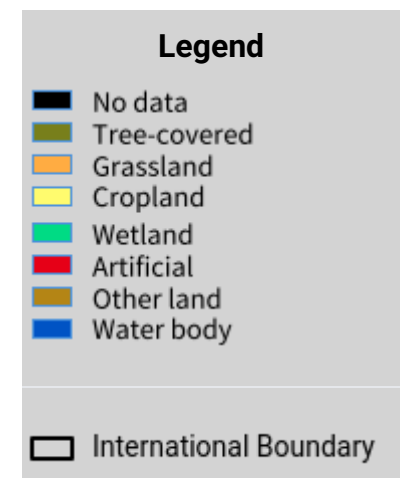 Legend
No data
Tree-covered
Grassland
Cropland
Wetland
Artificial
Other land
Water body
International Boundary